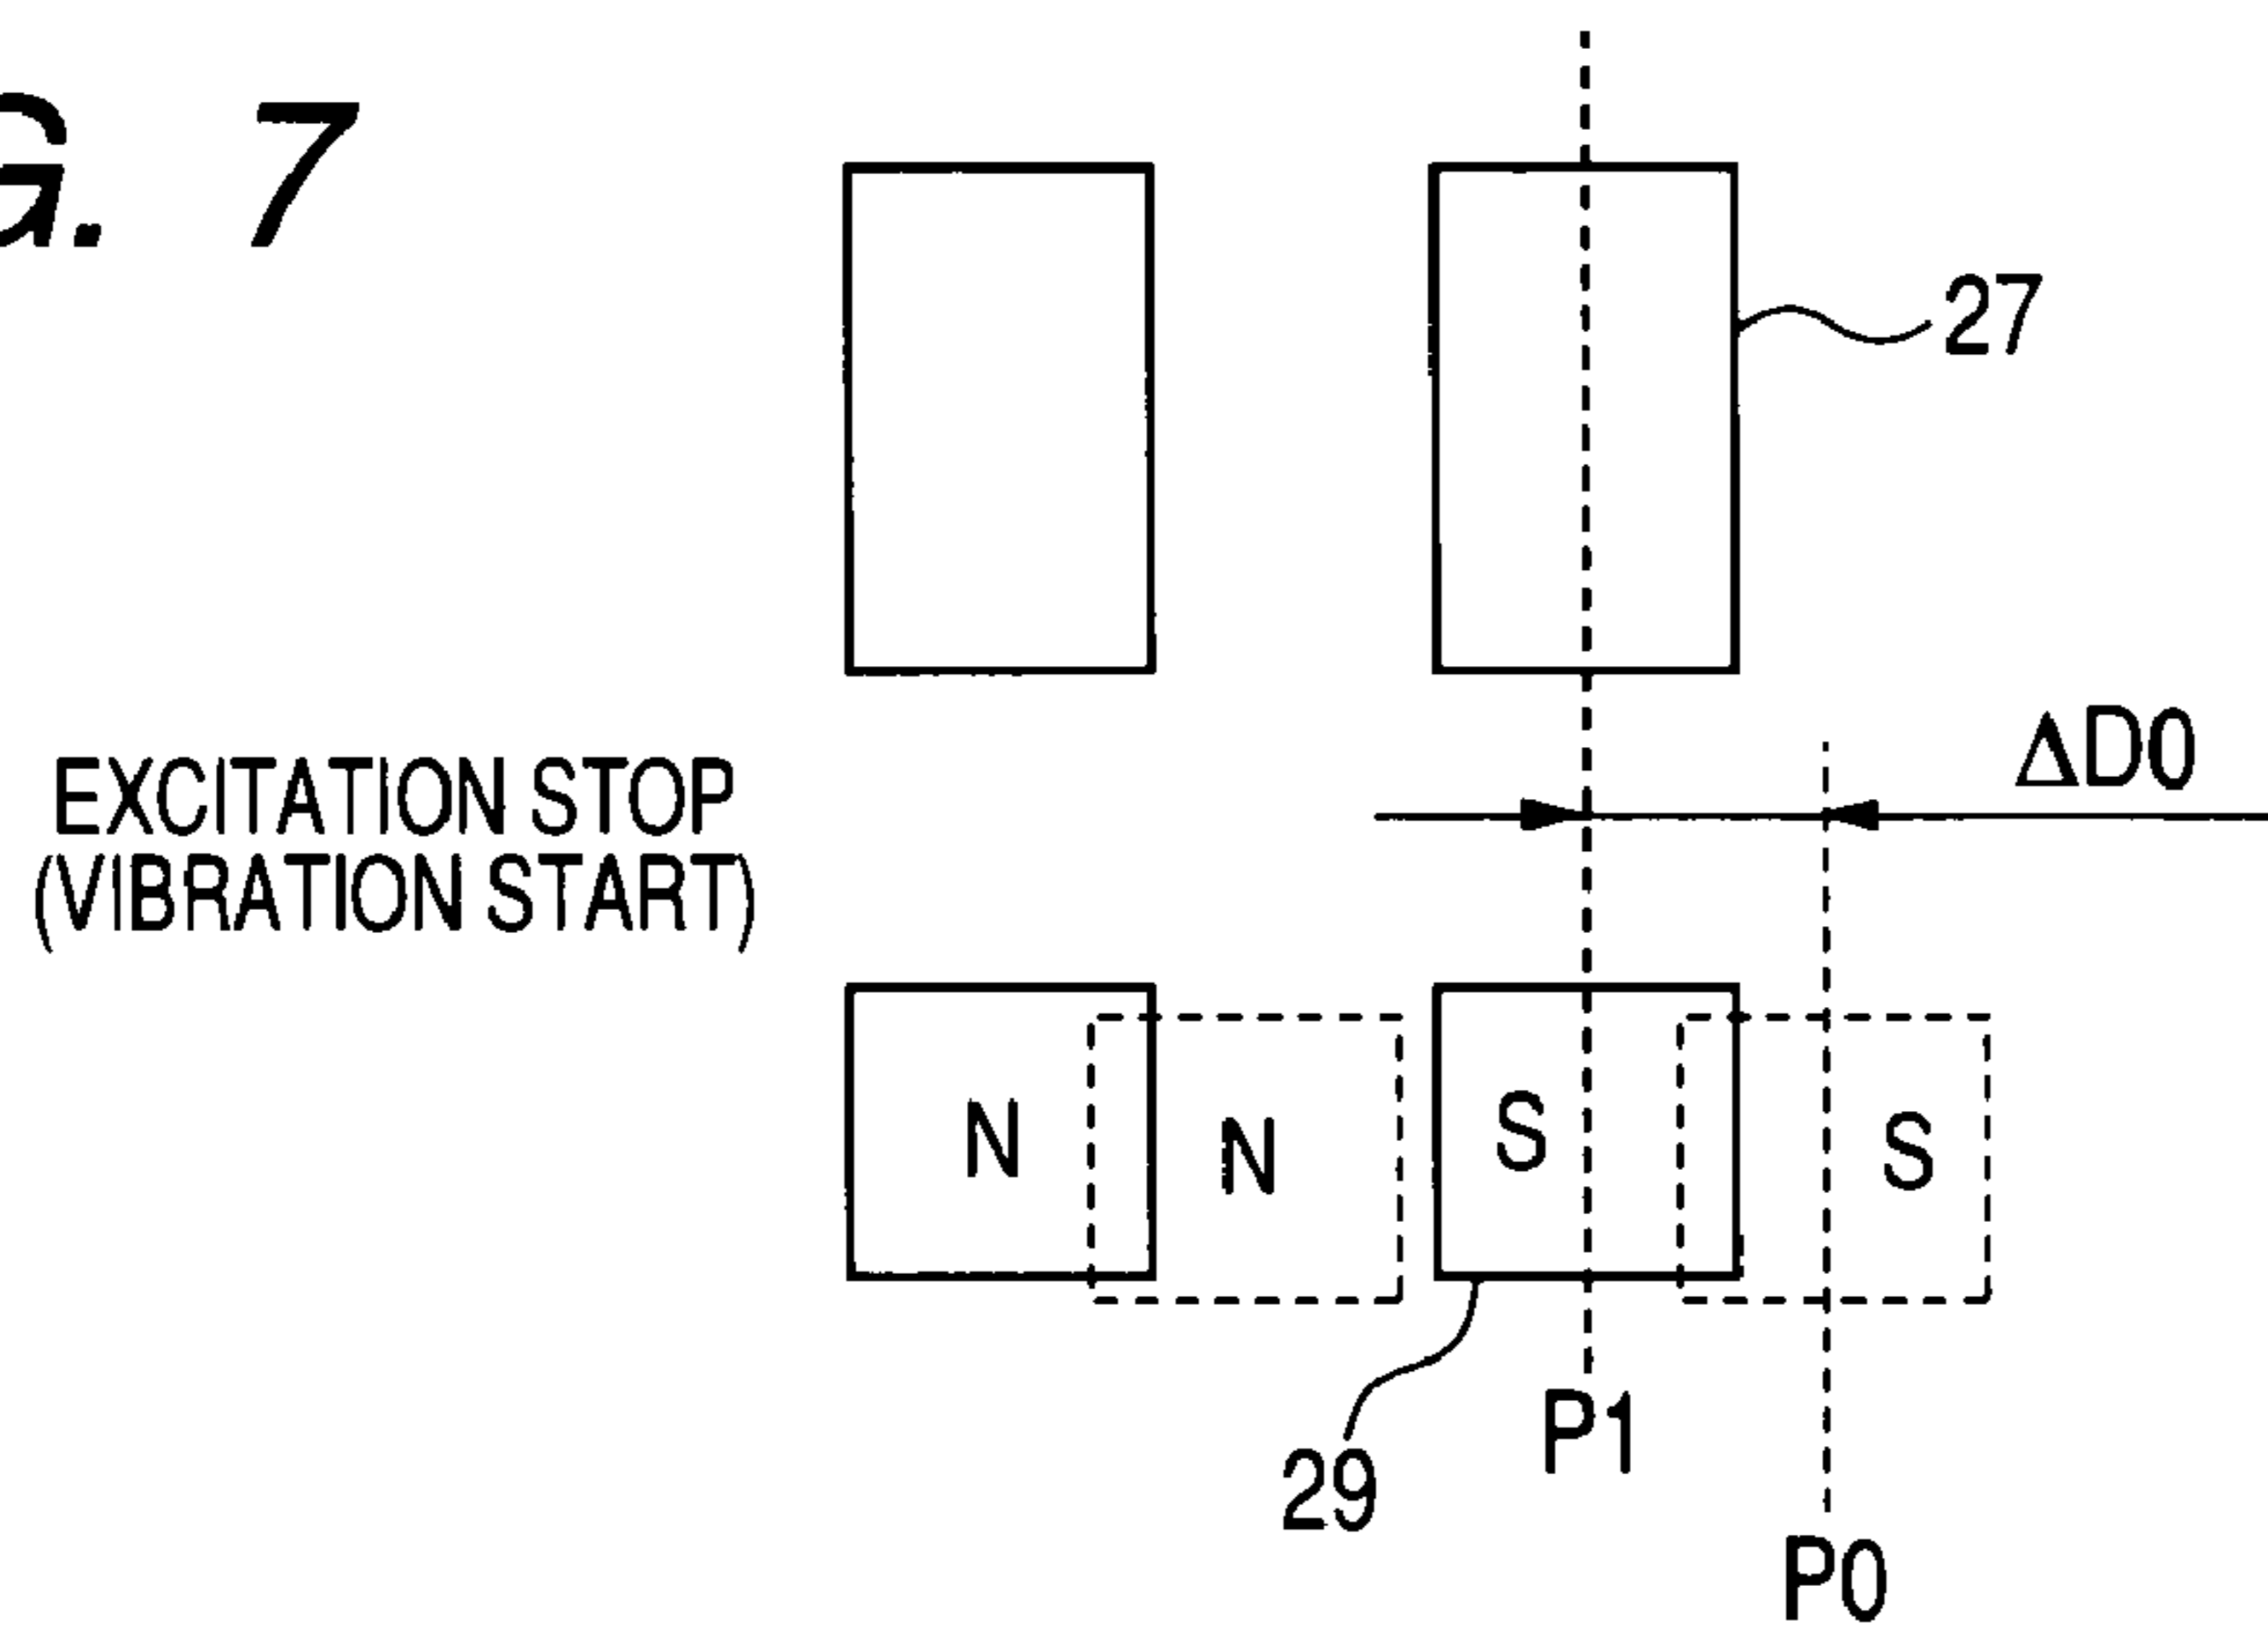 G. 7
27
ΔD0
EXCITATION STOP
(VIBRATION START)
N
N
S
S
29
P1
P0